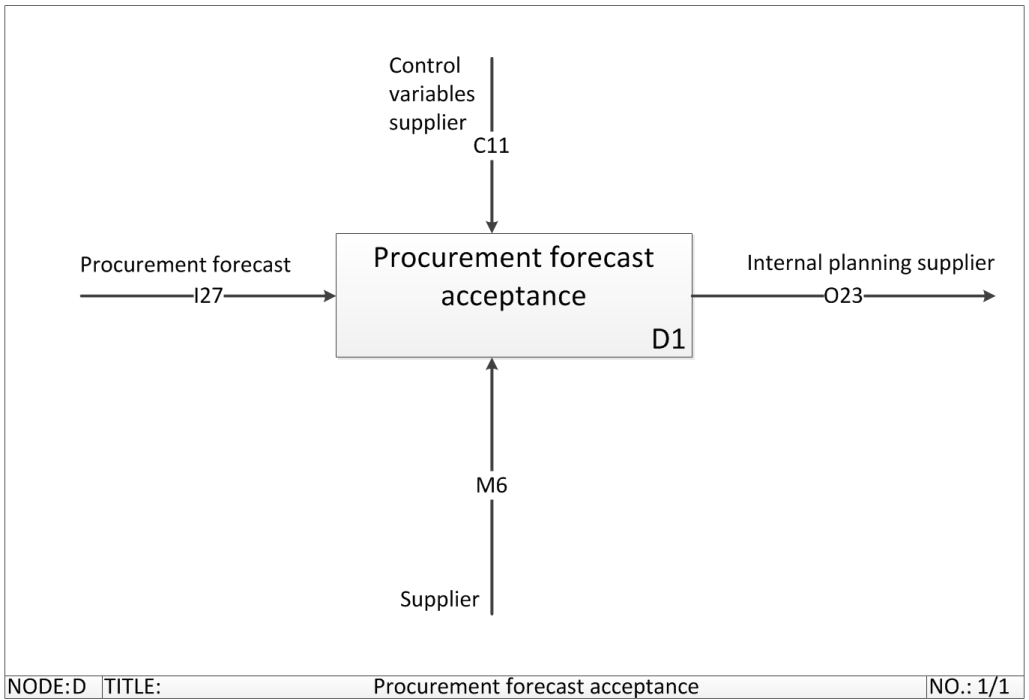 Control
variables
supplier
C11
Procurement forecast
I27
Procurement forecast
acceptance
D1
Internal planning supplier
O23
M6
Supplier
NODE:D TITLE: Procurement forecast acceptance NO.: 1/1